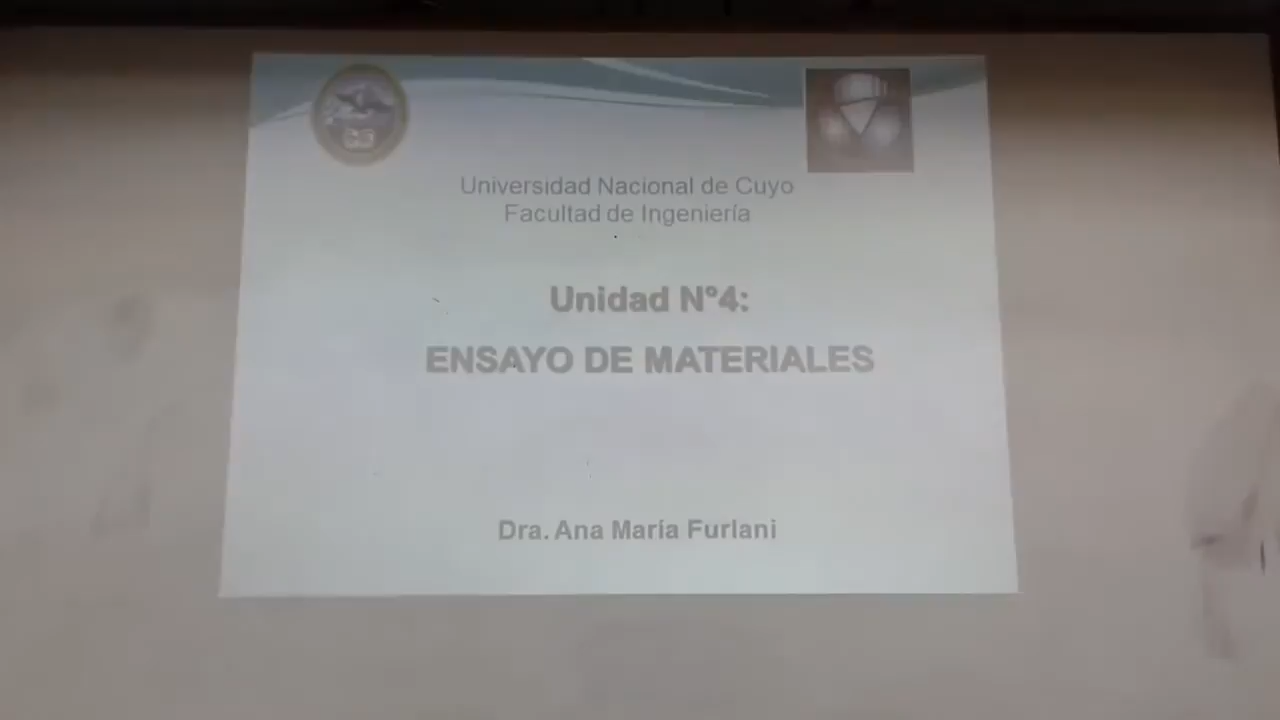 Universidad Nacional de Cuyo
Facultad de Ingeniería
Unidad N°4:
ENSAYO DE MATERIALES
Dra. Ana María Furlani